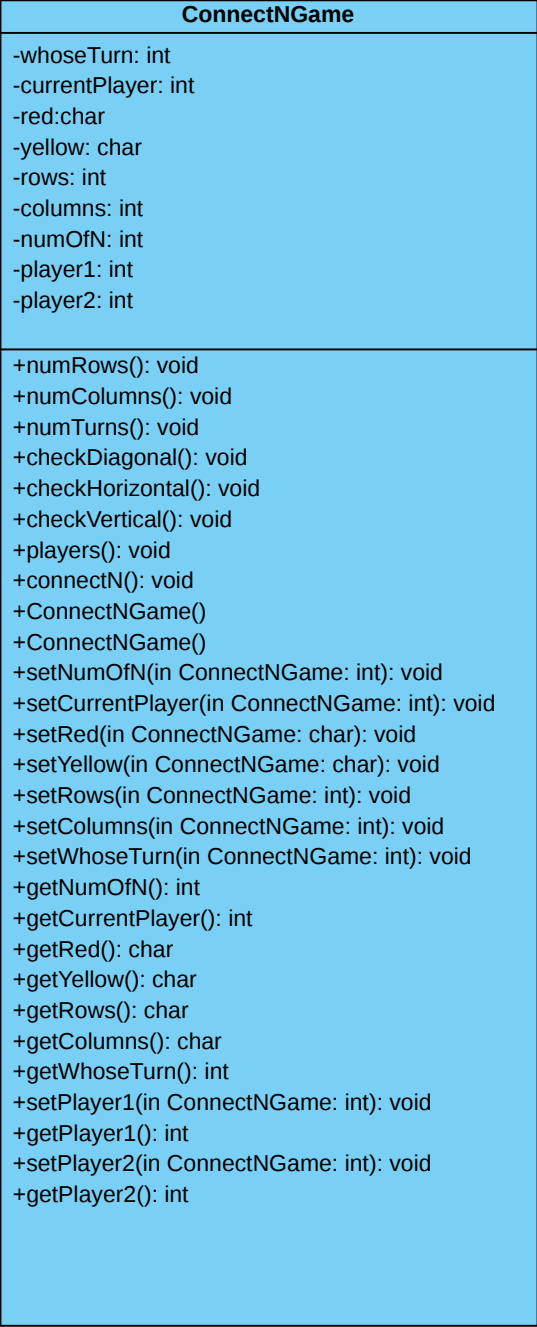 ConnectNGame
-whoseTurn: int
-currentPlayer: int
-red:char
-yellow: char
-rows: int
-columns: int
-numOfN: int
-player1: int
-player2: int
+numRows(): void
+numColumns(): void
+numTurns(): void
+checkDiagonal(): void
+checkHorizontal(): void
+checkVertical(): void
+players(): void
+connectN(): void
+ConnectNGame()
+ConnectNGame()
+setNumOfN(in ConnectNGame: int): void
+setCurrentPlayer(in ConnectNGame: int): void
+setRed(in ConnectNGame: char): void
+setYellow(in ConnectNGame: char): void
+setRows(in ConnectNGame: int): void
+setColumns(in ConnectNGame: int): void
+setWhoseTurn(in ConnectNGame: int): void
+getNumOfN(): int
+getCurrentPlayer(): int
+getRed(): char
+getYellow(): char
+getRows(): char
+getColumns(): char
+getWhoseTurn(): int
+setPlayer1(in ConnectNGame: int): void
+getPlayer1(): int
+setPlayer2(in ConnectNGame: int): void
+getPlayer2(): int